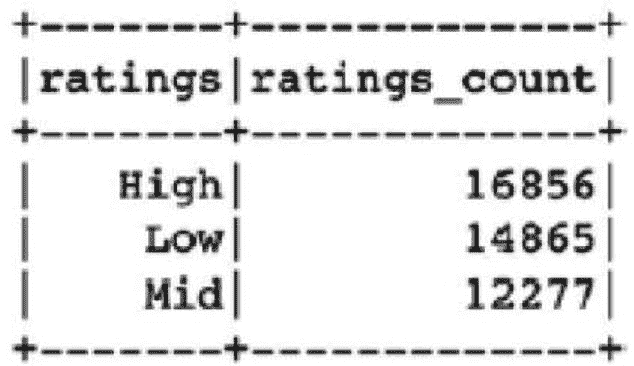 +-------+-------------+
|ratings|ratings_count|
+-------+-------------+
|   High|        16856|
|    Low|        14865|
|    Mid|        12277|
+-------+-------------+